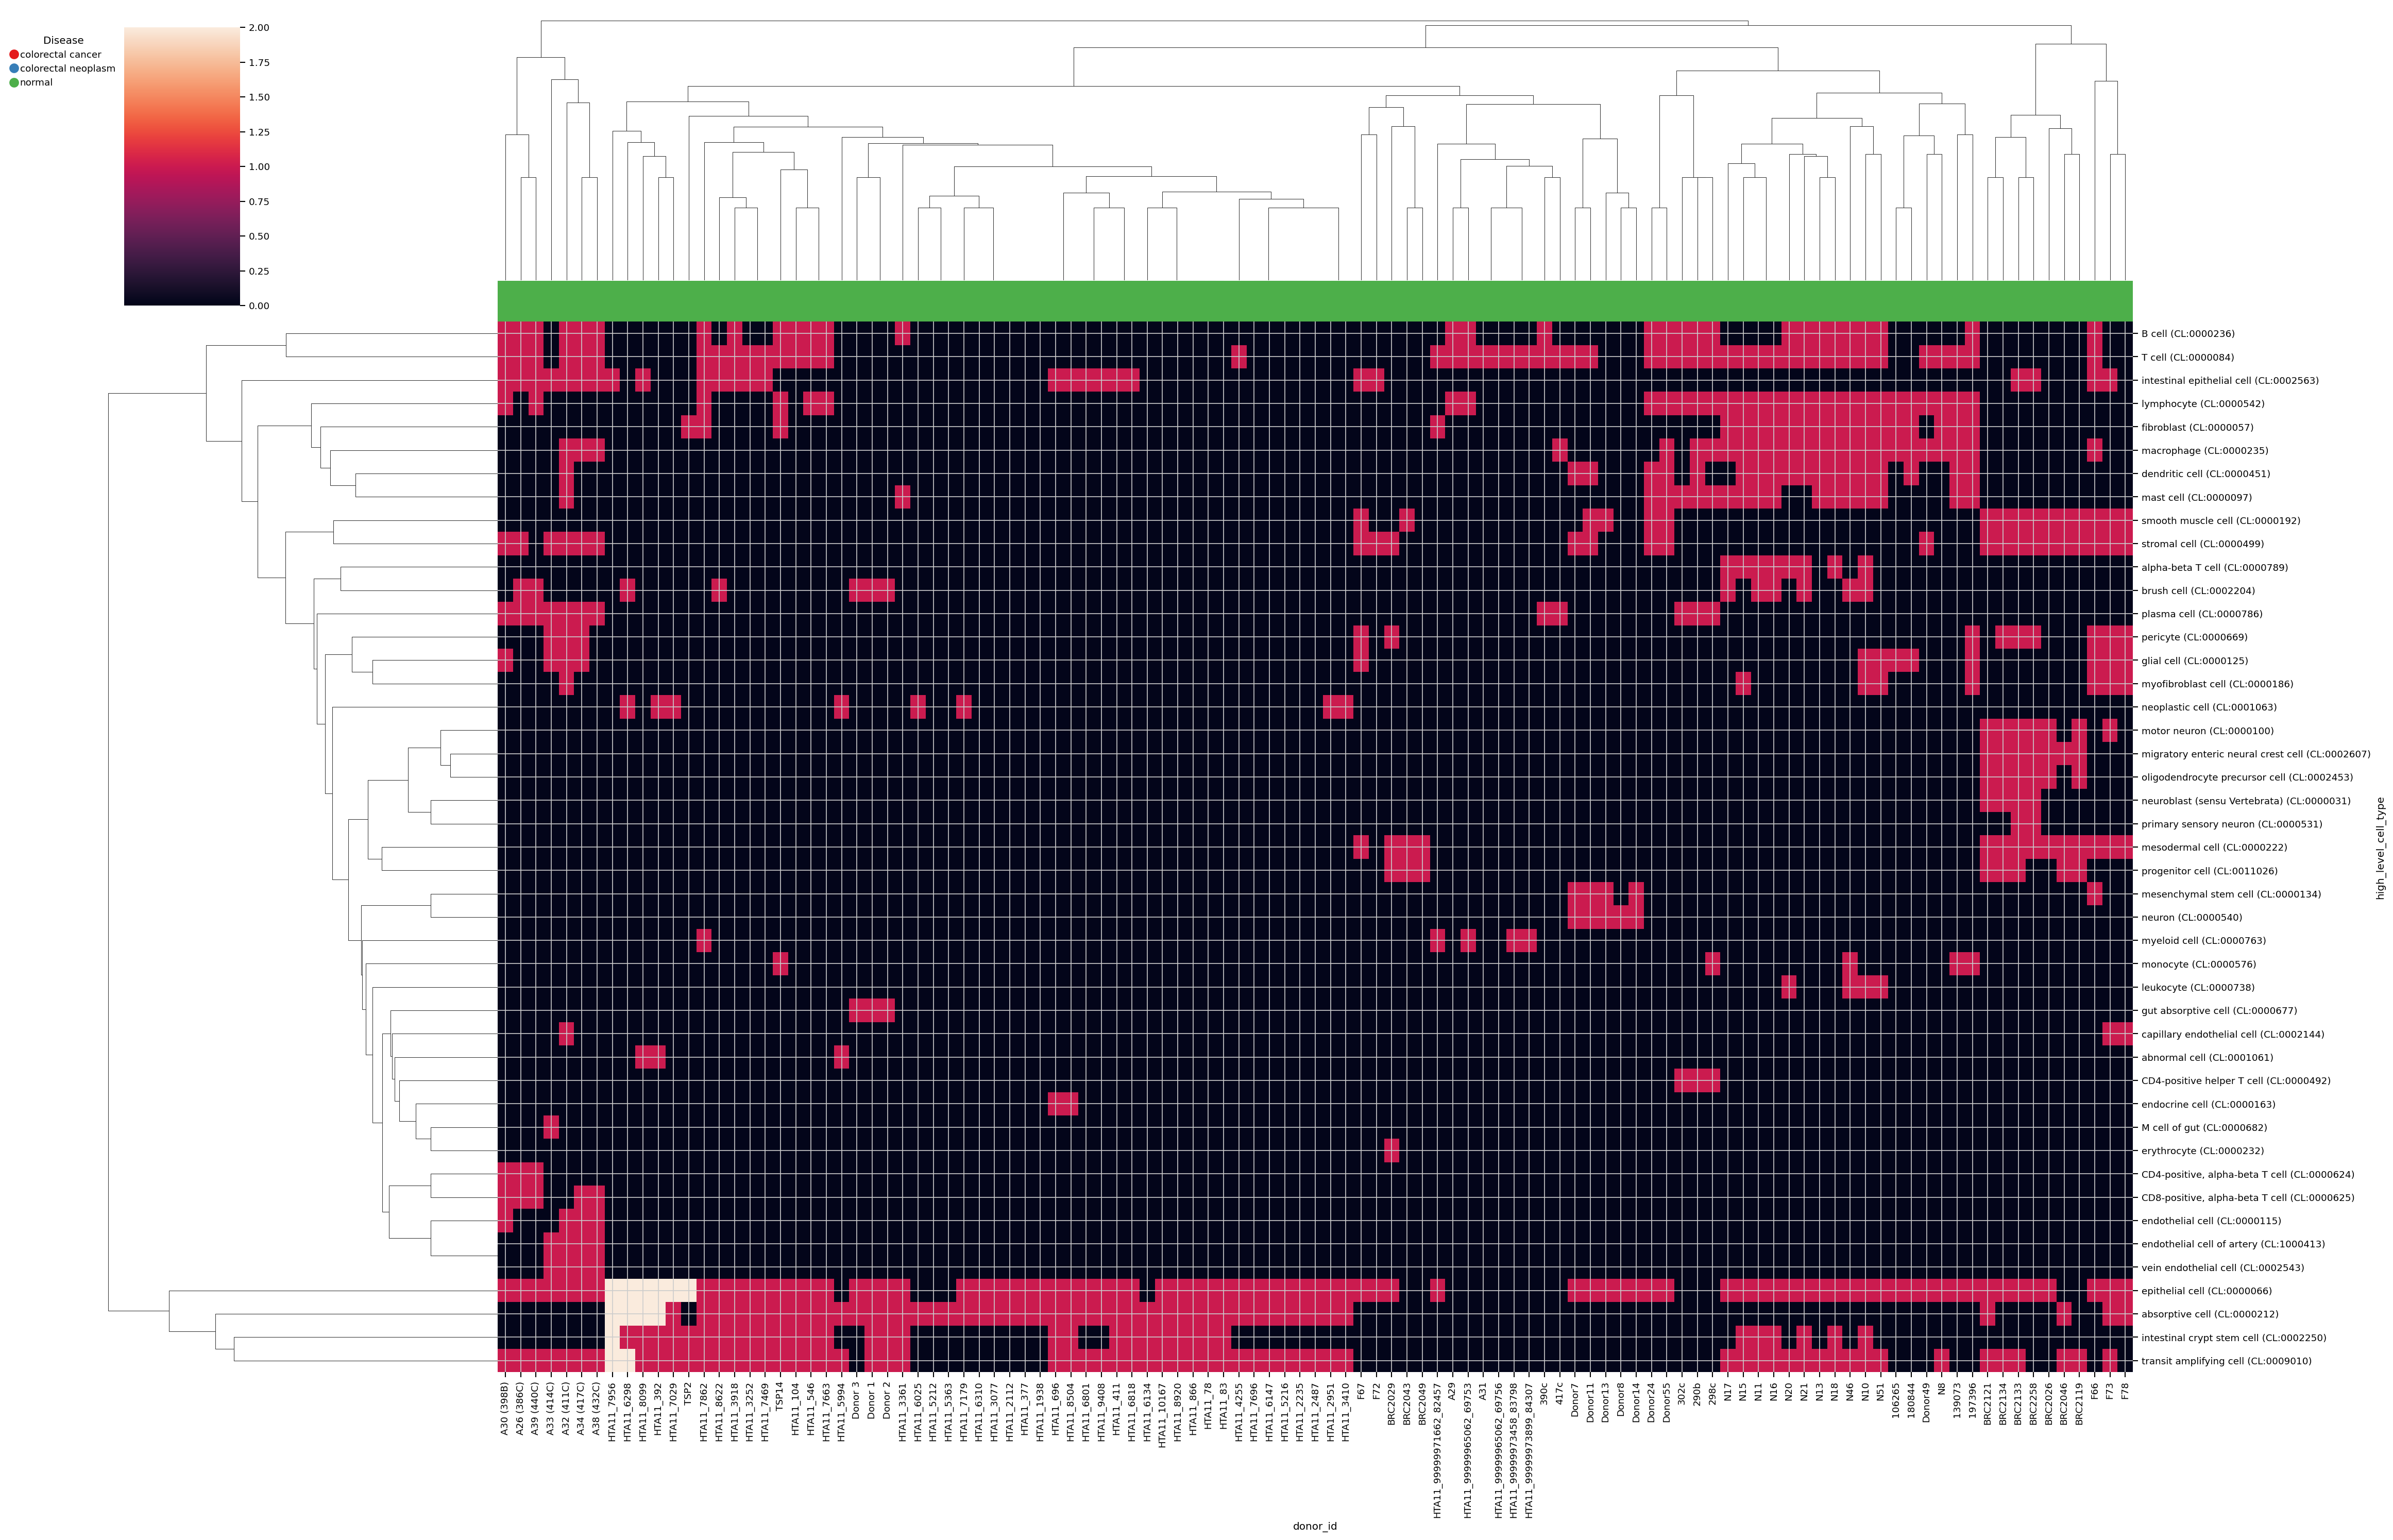 Disease
colorectal cancer
colorectal neoplasm
normal
2.00
1.75
1.50
1.25
1.00
0.75
0.50
0.25
0.00
B cell (CL:0000236)
T cell (CL:0000084)
intestinal epithelial cell (CL:0002563)
lymphocyte (CL:0000542)
fibroblast (CL:0000057)
macrophage (CL:0000235)
dendritic cell (CL:0000451)
mast cell (CL:0000097)
smooth muscle cell (CL:0000192)
stromal cell (CL:0000499)
alpha-beta T cell (CL:0000789)
brush cell (CL:0002204)
plasma cell (CL:0000786)
pericyte (CL:0000669)
glial cell (CL:0000125)
myofibroblast cell (CL:0000186)
neoplastic cell (CL:0001063)
motor neuron (CL:0000100)
migratory enteric neural crest cell (CL:0002607)
oligodendrocyte precursor cell (CL:0002453)
neuroblast (sensu Vertebrata) (CL:0000031)
primary sensory neuron (CL:0000531)
mesodermal cell (CL:0000222)
progenitor cell (CL:0011026)
mesenchymal stem cell (CL:0000134)
neuron (CL:0000540)
myeloid cell (CL:0000763)
monocyte (CL:0000576)
leukocyte (CL:0000738)
gut absorptive cell (CL:0000677)
capillary endothelial cell (CL:0002144)
abnormal cell (CL:0001061)
CD4-positive helper T cell (CL:0000492)
endocrine cell (CL:0000163)
M cell of gut (CL:0000682)
erythrocyte (CL:0000232)
CD4-positive, alpha-beta T cell (CL:0000624)
CD8-positive, alpha-beta T cell (CL:0000625)
endothelial cell (CL:0000115)
endothelial cell of artery (CL:1000413)
vein endothelial cell (CL:0002543)
epithelial cell (CL:0000066)
absorptive cell (CL:0000212)
intestinal crypt stem cell (CL:0002250)
transit amplifying cell (CL:0009010)
high_level_cell_type
A30 (398B)
A26 (386C)
A39 (440C)
A33 (414C)
A32 (411C)
A34 (417C)
A38 (432C)
HTA11_7956
HTA11_6298
HTA11_8099
HTA11_392
HTA11_7029
TSP2
HTA11_7862
HTA11_8622
HTA11_3918
HTA11_3252
HTA11_7469
TSP14
HTA11_104
HTA11_546
HTA11_7663
HTA11_5994
Donor 3
Donor 1
Donor 2
HTA11_3361
HTA11_6025
HTA11_5212
HTA11_5363
HTA11_7179
HTA11_6310
HTA11_3077
HTA11_2112
HTA11_377
HTA11_1938
HTA11_696
HTA11_8504
HTA11_6801
HTA11_9408
HTA11_411
HTA11_6818
HTA11_6134
HTA11_10167
HTA11_8920
HTA11_866
HTA11_78
HTA11_83
HTA11_4255
HTA11_7696
HTA11_6147
HTA11_5216
HTA11_2235
HTA11_2487
HTA11_2951
HTA11_3410
F67
F72
BRC2029
BRC2043
BRC2049
HTA11_99999971662_82457
A29
HTA11_99999965062_69753
A31
HTA11_99999965062_69756
HTA11_99999973458_83798
HTA11_99999973899_84307
390c
417c
Donor7
Donor11
Donor13
Donor8
Donor14
Donor24
Donor55
302c
290b
298c
N17
N15
N11
N16
N20
N21
N13
N18
N46
N10
N51
106265
180844
Donor49
N8
139073
197396
BRC2121
BRC2134
BRC2133
BRC2258
BRC2026
BRC2046
BRC2119
F66
F73
F78
donor_id